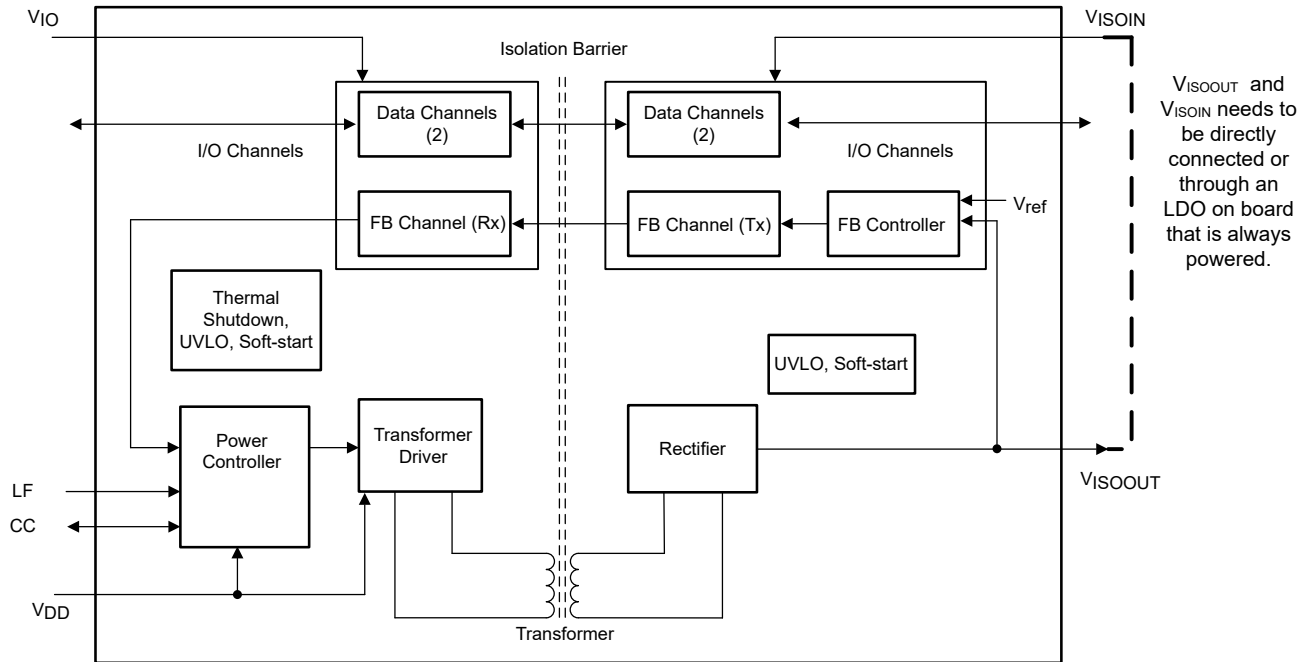 VIO
VISOIN
Isolation Barrier
Data Channels
(2)
Data Channels
(2)
I/O Channels
I/O Channels
FB Channel (Rx)
FB Channel (Tx)
FB Controller
Vref
VISOOUT and
VISOIN needs to
be directly
connected or
through an
LDO on board
that is always
powered.
Thermal
Shutdown,
UVLO, Soft-start
UVLO, Soft-start
Power
Controller
Transformer
Driver
Rectifier
VISOOUT
LF
CC
VDD
Transformer